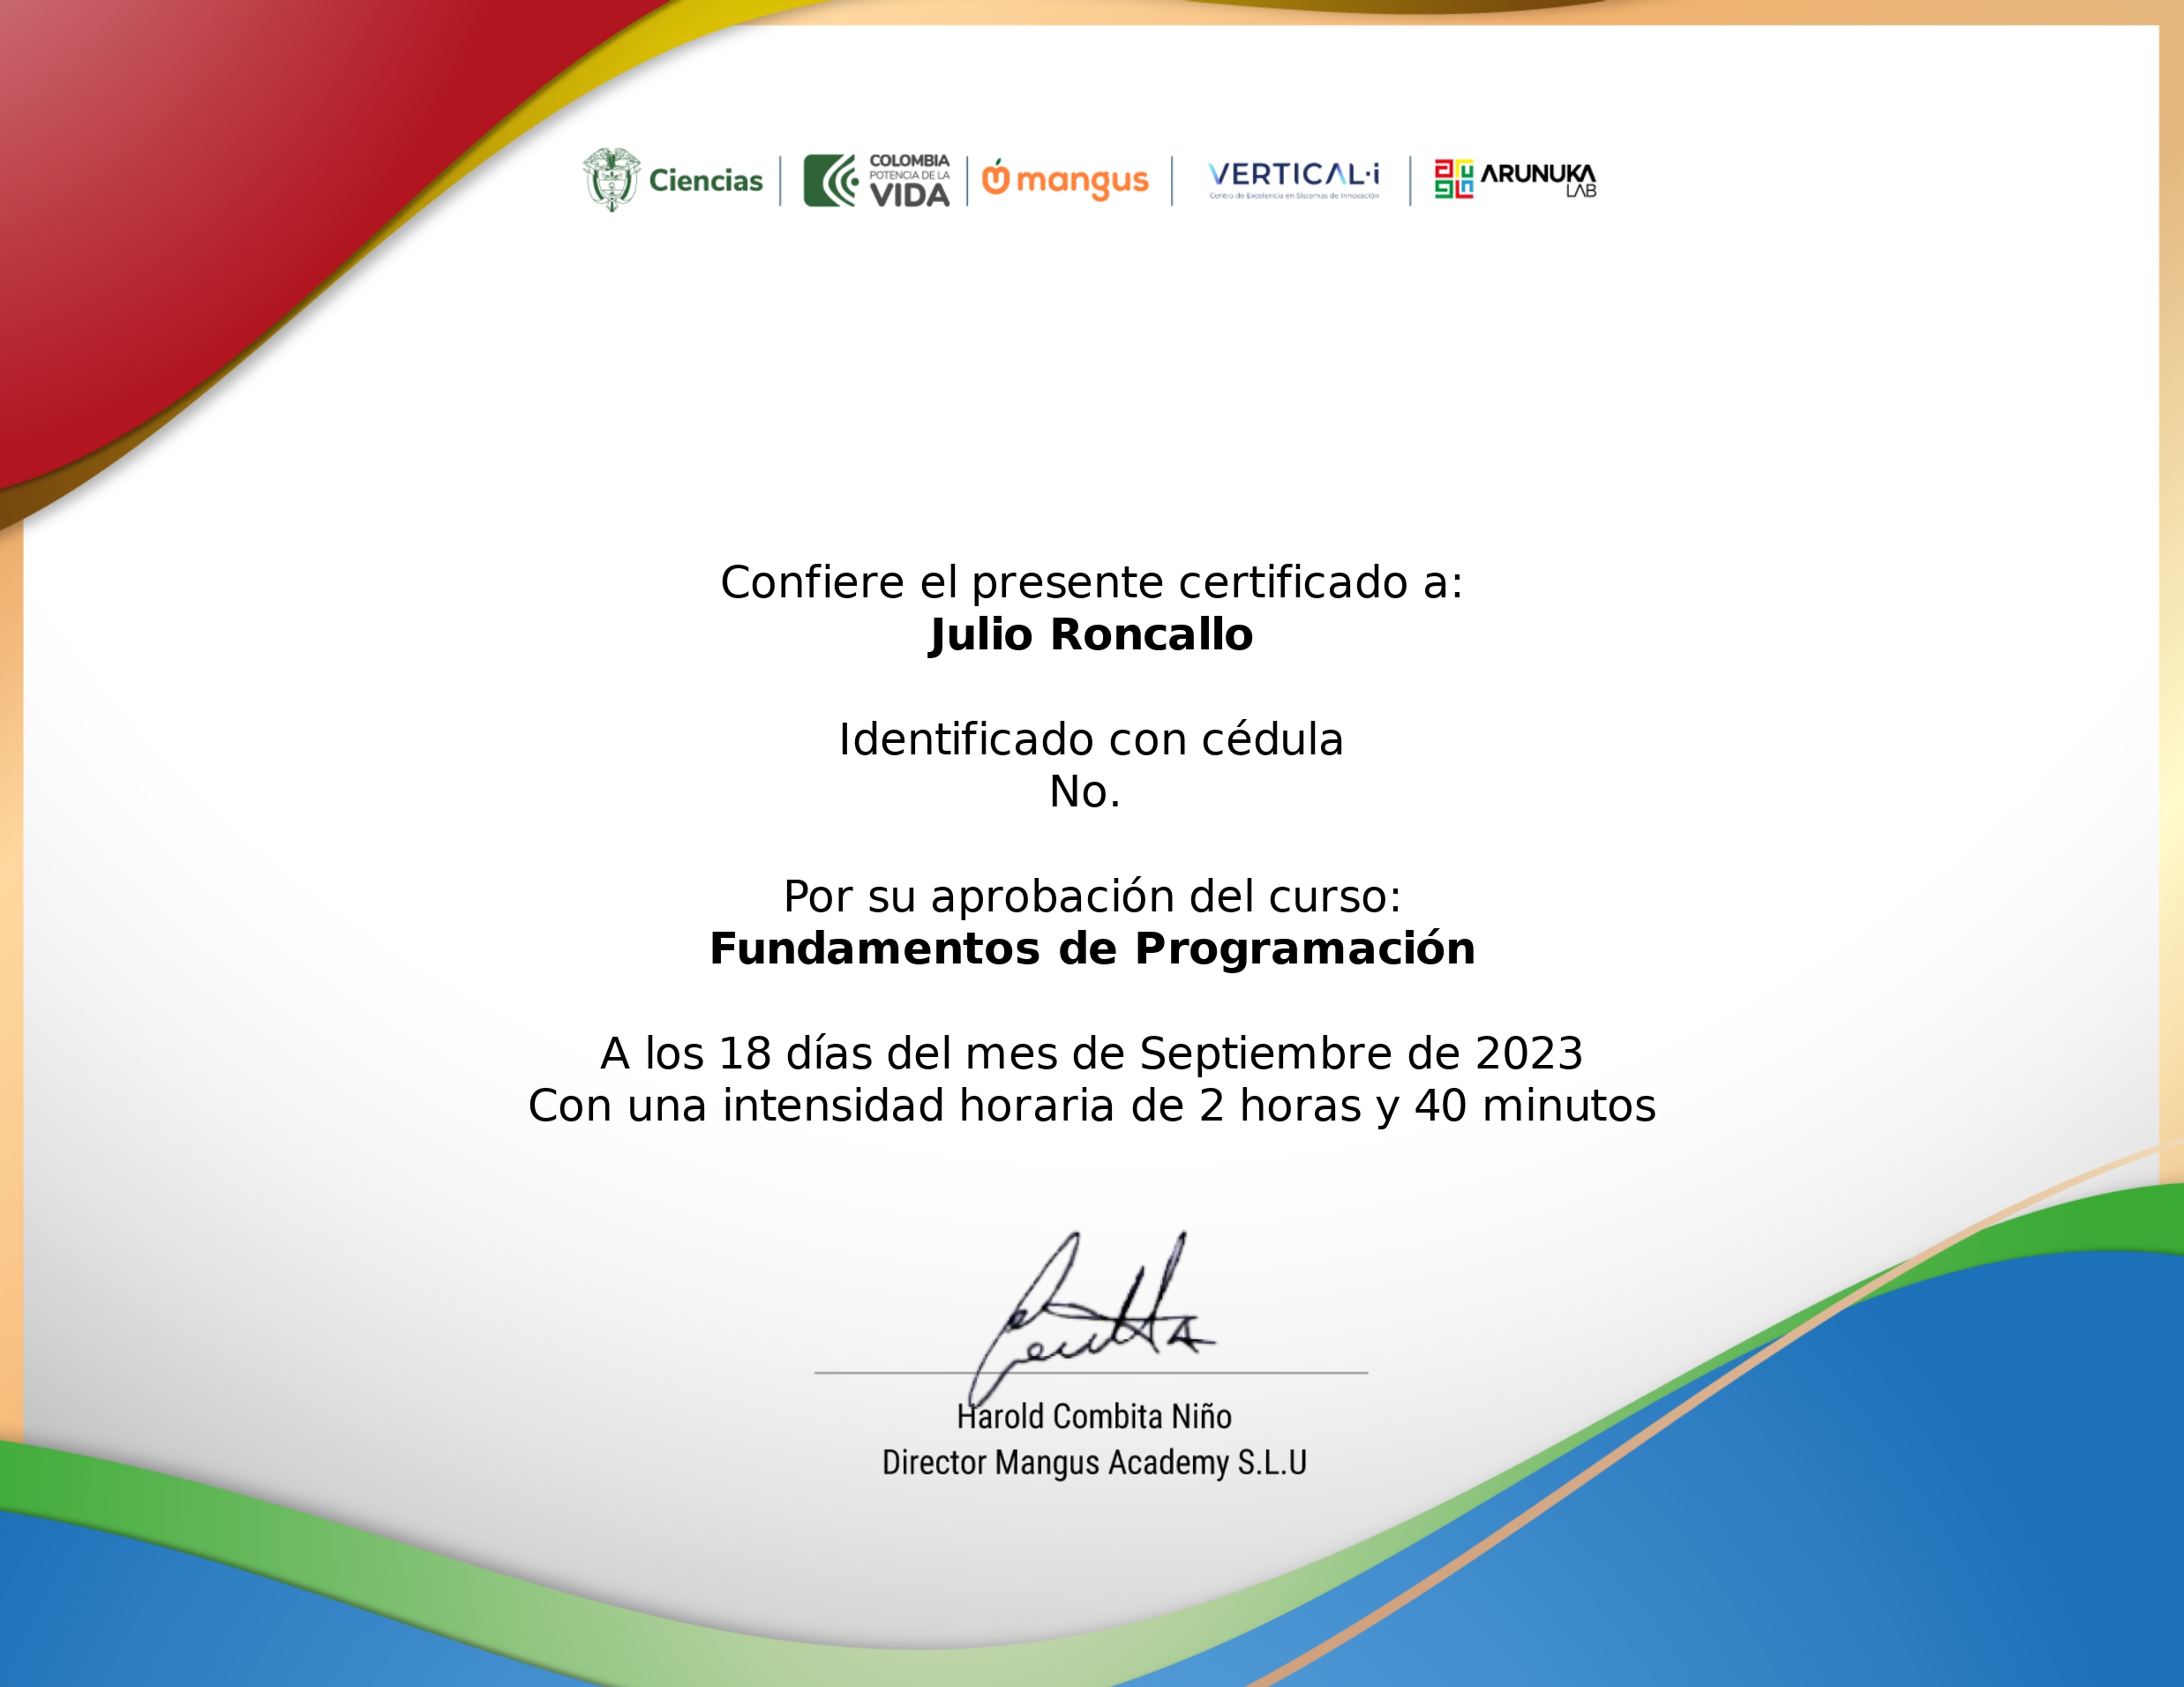 Ciencias
COLOMBIA
POTENCIA DE LA
VIDA
mangus
VERTICAL·i
Centro de Excelencia en Sistemas de Innovación
ARUNUKA
LAB
Confiere el presente certificado a:
Julio Roncallo
Identificado con cédula
No.
Por su aprobación del curso:
Fundamentos de Programación
A los 18 días del mes de Septiembre de 2023
Con una intensidad horaria de 2 horas y 40 minutos
Harold Combita Niño
Director Mangus Academy S.L.U